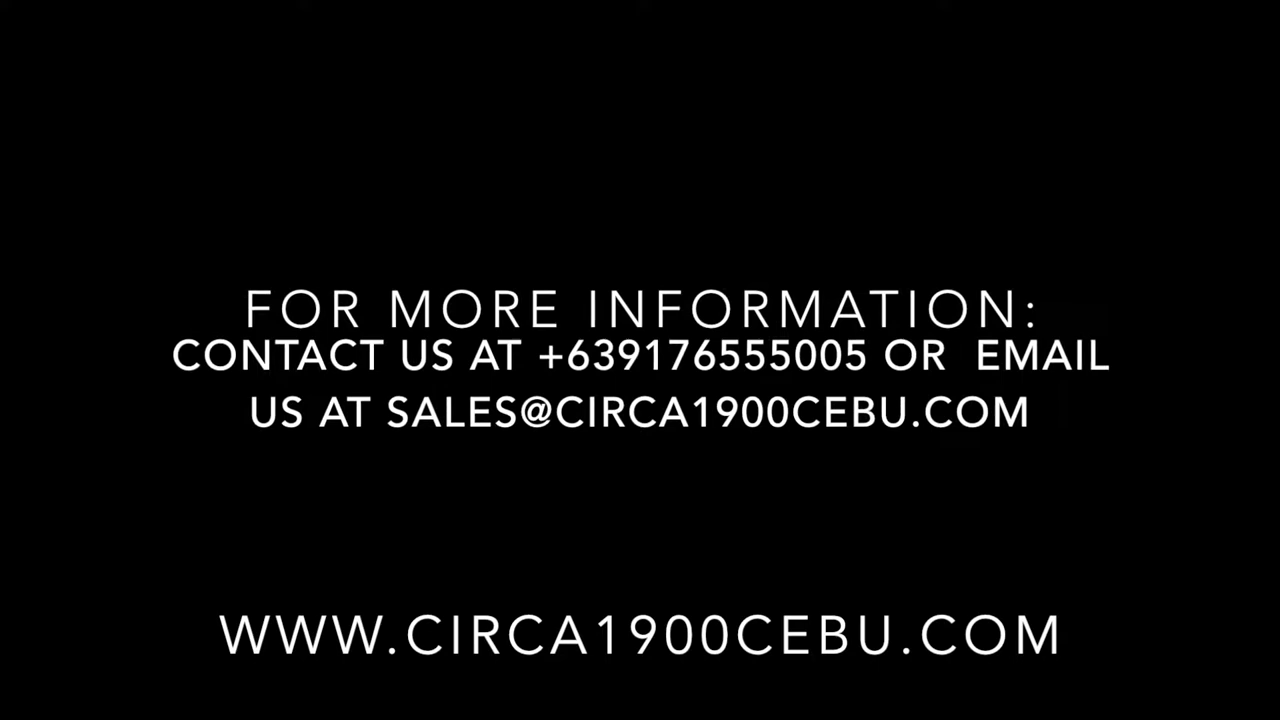 FOR MORE INFORMATION:
CONTACT US AT +639176555005 OR EMAIL
US AT SALES@CIRCA1900CEBU.COM
WWW.CIRCA1900CEBU.COM